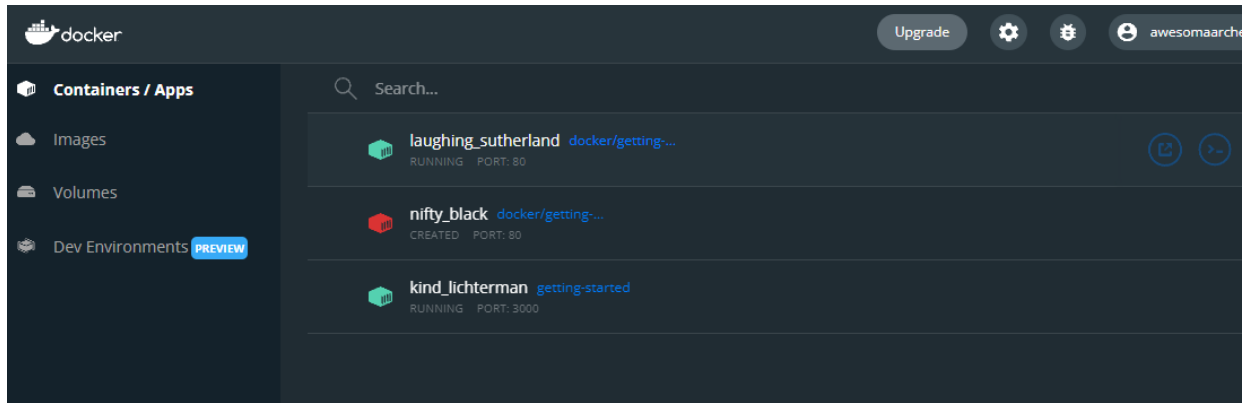 docker
Upgrade
awesomaarche
Containers / Apps
Search...
Images
laughing_sutherland docker/getting-...
RUNNING PORT: 80
Volumes
nifty_black docker/getting-...
CREATED PORT: 80
Dev Environments PREVIEW
kind_lichterman getting-started
RUNNING PORT: 3000